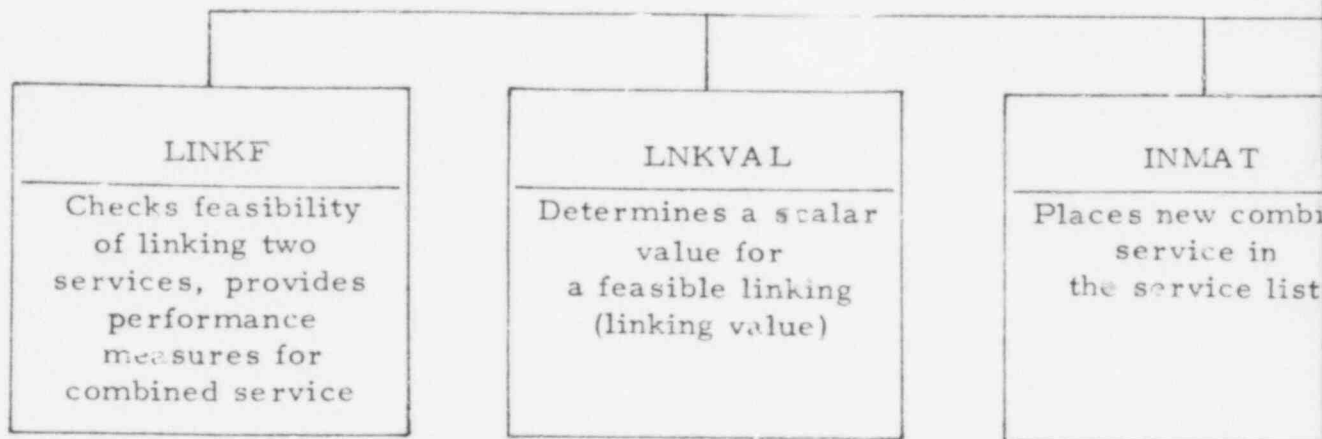 LINKF
Checks feasibility
of linking two
services, provides
performance
measures for
combined service
LNKVAL
Determines a scalar
value for
a feasible linking
(linking value)
INMAT
Places new
service in
the service list